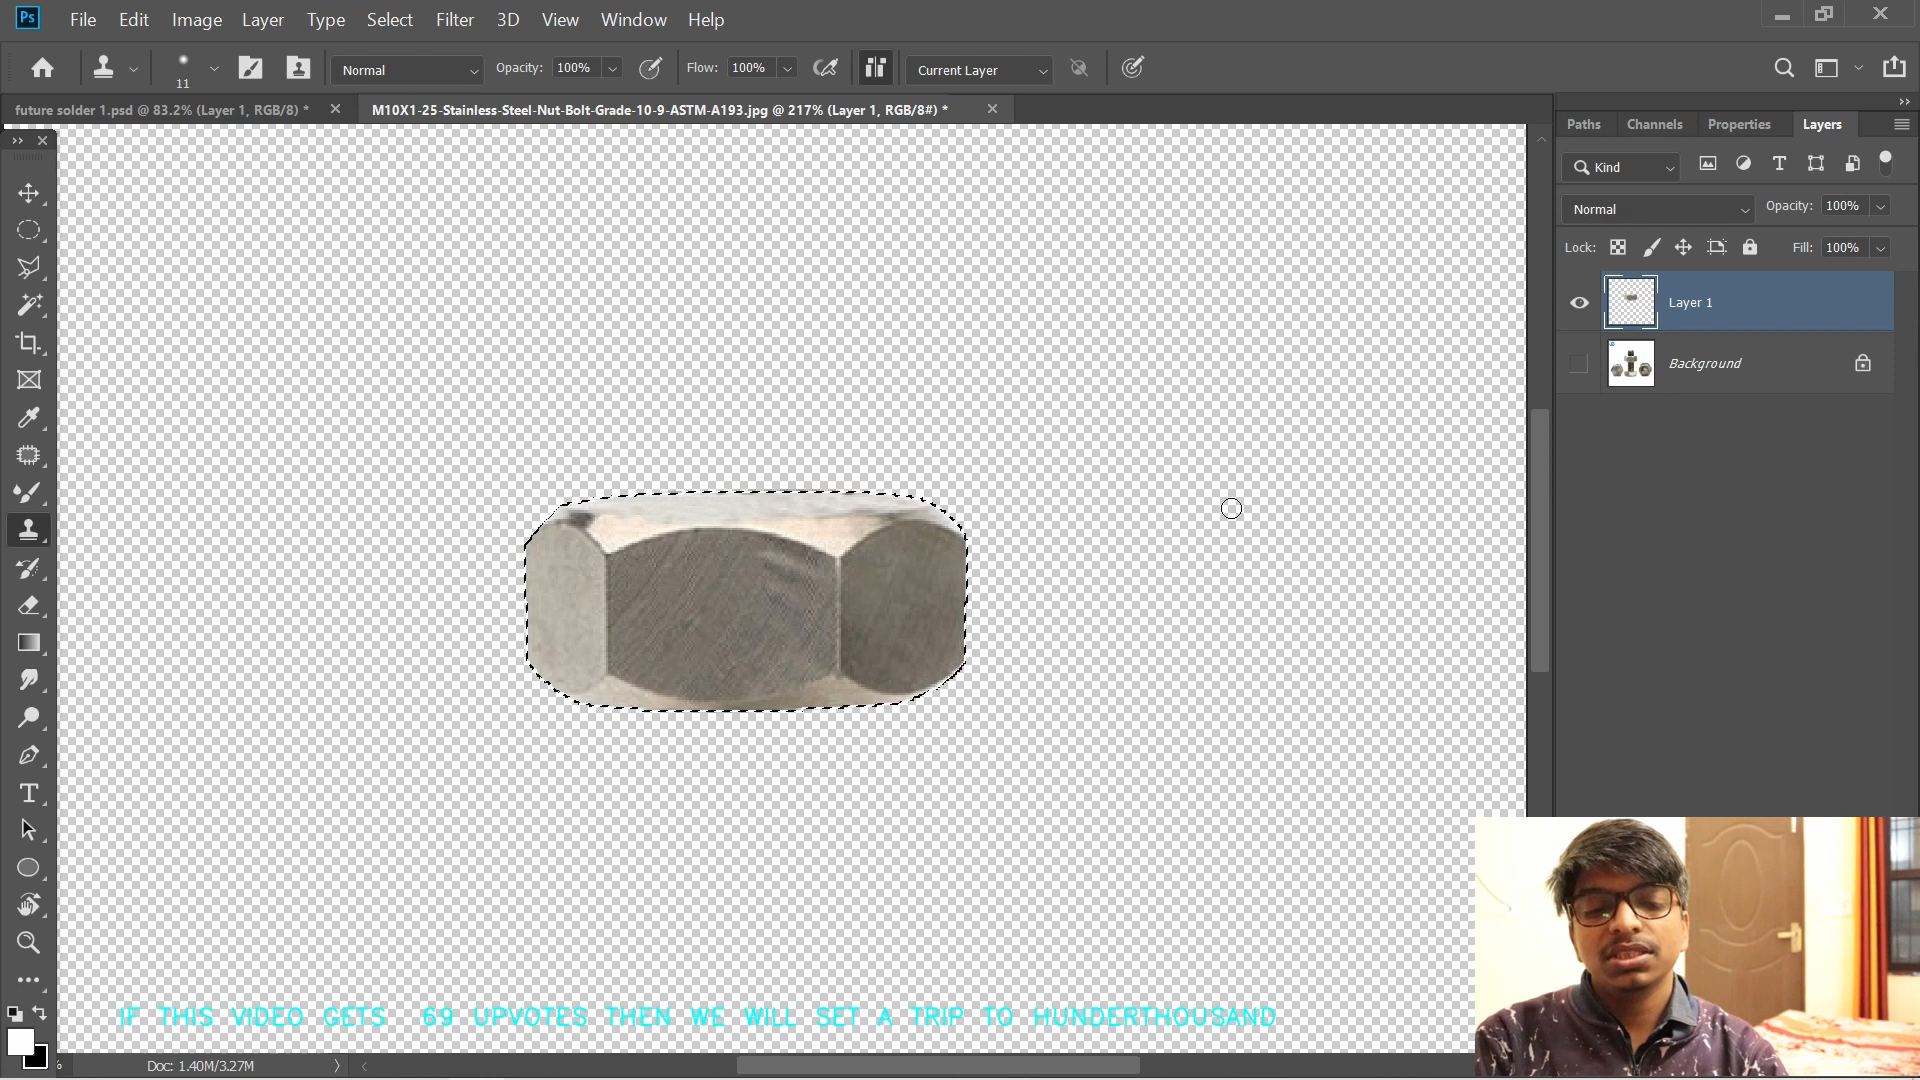 Ps File Edit Image Layer Type Select Filter 3D View Window Help
11 Normal Opacity: 100% Flow: 100% Current Layer
future solder 1.psd @ 83.2% (Layer 1, RGB/8) *
M10X1-25-Stainless-Steel-Nut-Bolt-Grade-10-9-ASTM-A193.jpg @ 217% (Layer 1, RGB/8#) *
Paths Channels Properties Layers
Kind
Normal Opacity: 100%
Lock: Fill: 100%
Layer 1
Background
IF THIS VIDEO GETS 69 UPVOTES THEN WE WILL SET A TRIP TO HUNDERTHOUSAND
% Doc: 1.40M/3.27M